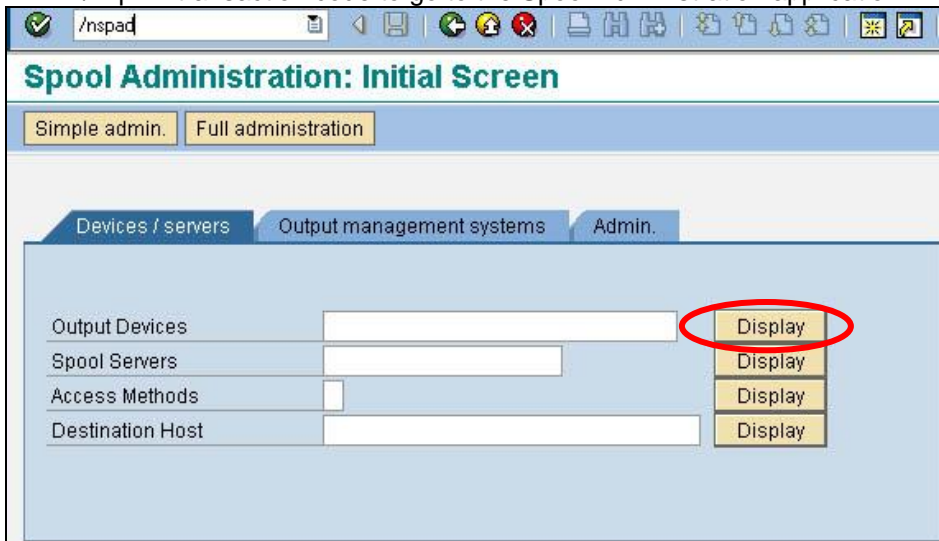 /nspad
Spool Administration: Initial Screen
Simple admin. Full administration
Devices / servers Output management systems Admin.
Output Devices Display
Spool Servers Display
Access Methods Display
Destination Host Display